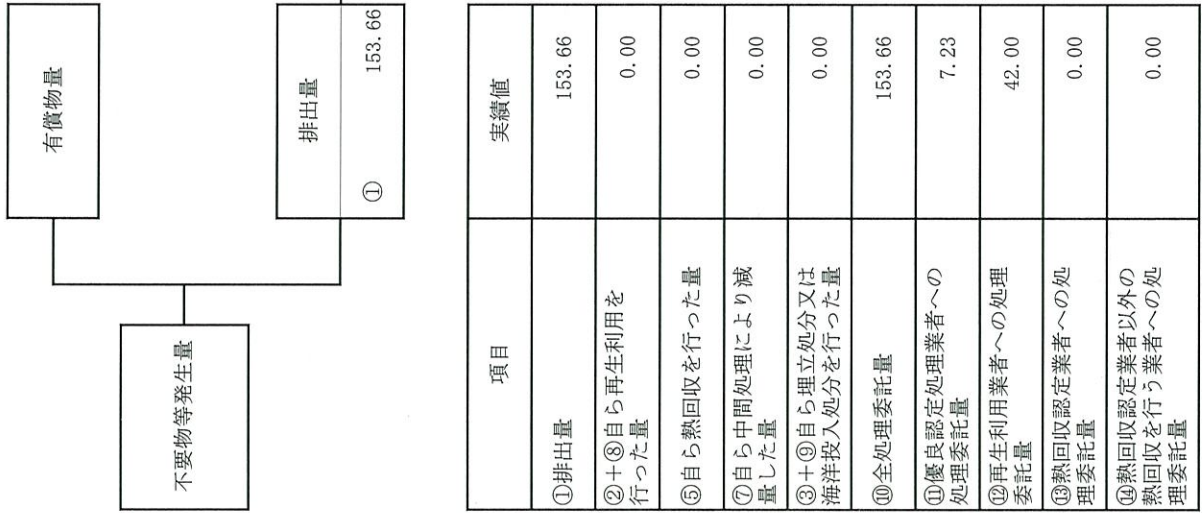 不要物等発生量
有償物量
排出量
① 153.66
項目 実績値
①排出量 153.66
②+⑧自ら再生利用を
行った量 0.00
⑤自ら熱回収を行った量 0.00
⑦自ら中間処理により減
量した量 0.00
③+⑨自ら埋立処分又は
海洋投入処分を行った量 0.00
⑩全処理委託量 153.66
⑪優良認定処理業者への
処理委託量 7.23
⑫再生利用業者への処理
委託量 42.00
⑬熱回収認定業者への処
理委託量 0.00
⑭熱回収認定業者以外の
熱回収を行う業者への処
理委託量 0.00